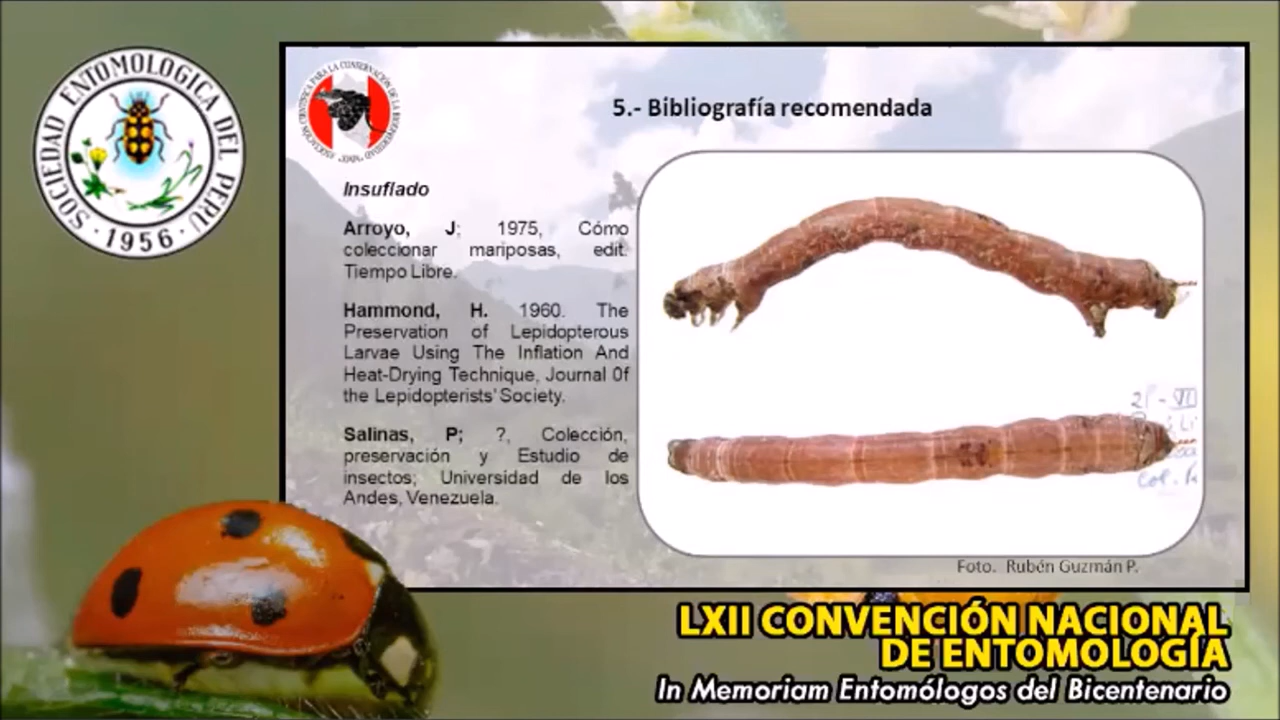 SOCIEDAD ENTOMOLOGICA DEL PERU
· 1956 ·
5.- Bibliografía recomendada
Insuflado
Arroyo, J; 1975, Cómo
coleccionar mariposas, edit.
Tiempo Libre.
Hammond, H. 1960. The
Preservation of Lepidopterous
Larvae Using The Inflation And
Heat-Drying Technique, Journal 0f
the Lepidopterists' Society.
Salinas, P; ?, Colección,
preservación y Estudio de
insectos; Universidad de los
Andes, Venezuela.
Foto. Rubén Guzmán P.
LXII CONVENCIÓN NACIONAL
DE ENTOMOLOGÍA
In Memoriam Entomólogos del Bicentenario